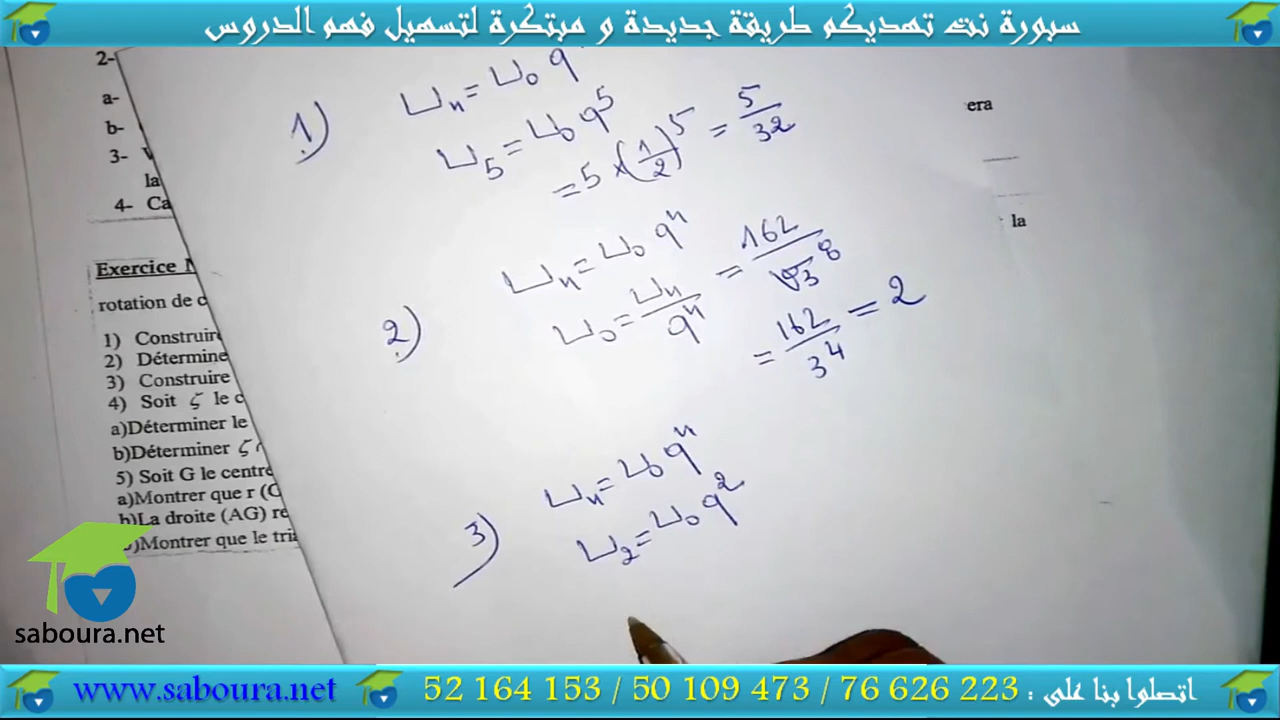 سبورة نت تهديكم طريقة جديدة و مبتكرة لتسهيل فهم الدروس
2-
a-
b-
3-
la
4- Ca
era
la
Exercice
rotation de c
1) Construire
2) Détermine
3) Construire
4) Soit ζ le c
a)Déterminer le
b)Déterminer ζ
5) Soit G le centre
a)Montrer que r (G
b)La droite (AG) re
)Montrer que le tria
1) Uₙ = U₀ q
U₅ = U₀ q⁵
= 5 × (1/2)⁵ = 5/32
2) Uₙ = U₀ qⁿ
U₀ = Uₙ/qⁿ = 162/√3⁸
= 162/3⁴ = 2
3) Uₙ = U₀ qⁿ
U₂ = U₀ q²
saboura.net
www.saboura.net
52 164 153 / 50 109 473 / 76 626 223 : اتصلوا بنا على